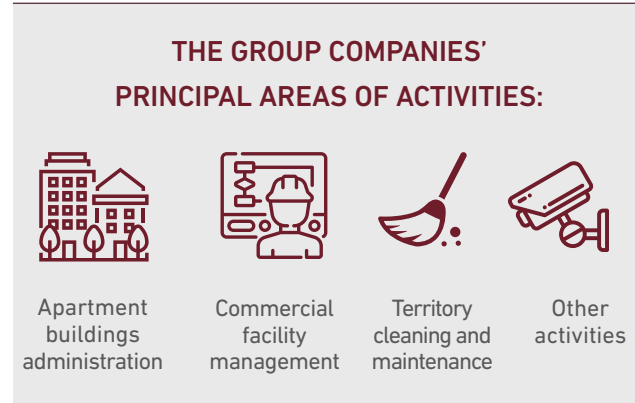 THE GROUP COMPANIES'
PRINCIPAL AREAS OF ACTIVITIES:
Apartment
buildings
administration
Commercial
facility
management
Territory
cleaning and
maintenance
Other
activities